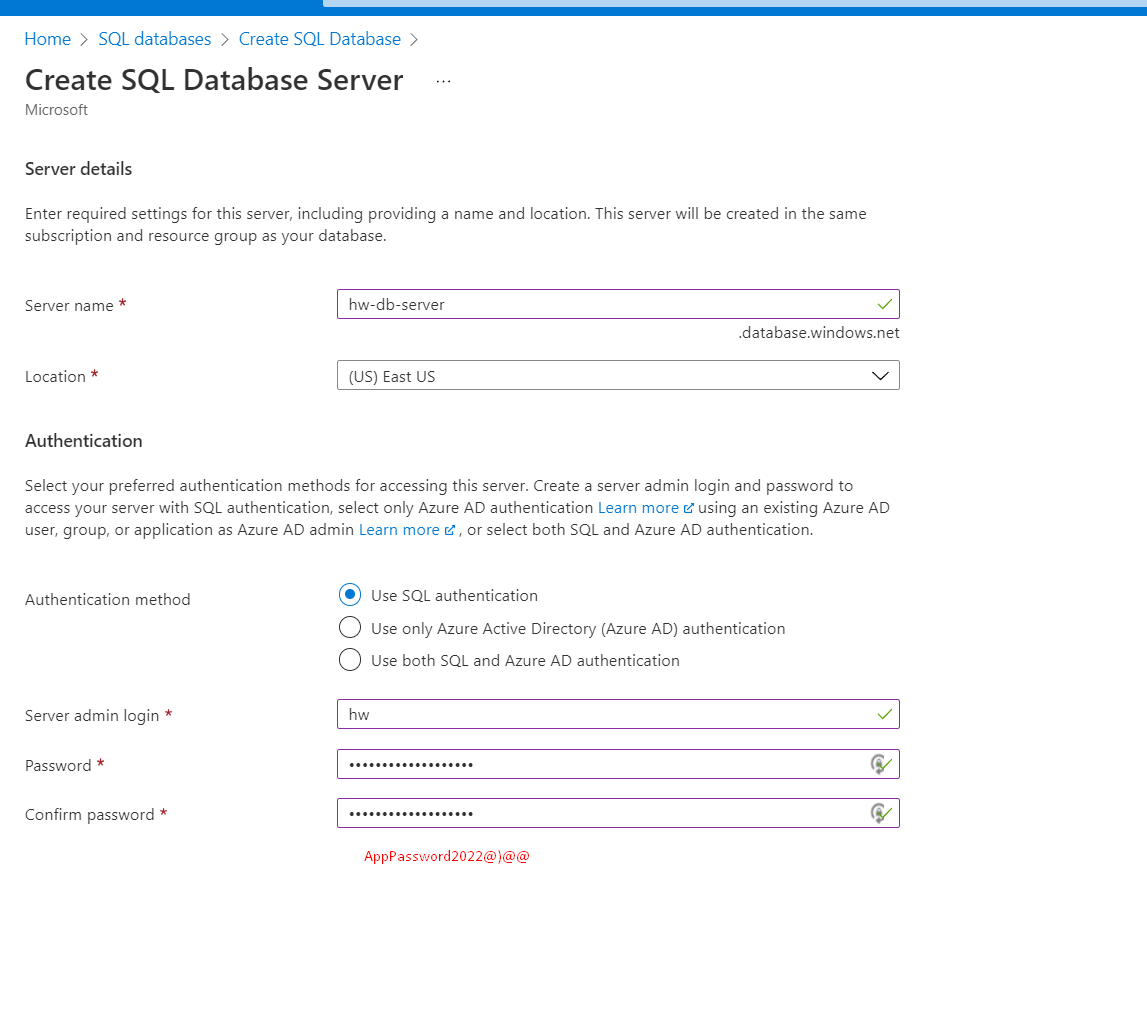 Home > SQL databases > Create SQL Database >
Create SQL Database Server ...
Microsoft
Server details
Enter required settings for this server, including providing a name and location. This server will be created in the same
subscription and resource group as your database.
Server name *
hw-db-server
.database.windows.net
Location *
(US) East US
Authentication
Select your preferred authentication methods for accessing this server. Create a server admin login and password to
access your server with SQL authentication, select only Azure AD authentication Learn more using an existing Azure AD
user, group, or application as Azure AD admin Learn more , or select both SQL and Azure AD authentication.
Authentication method
Use SQL authentication
Use only Azure Active Directory (Azure AD) authentication
Use both SQL and Azure AD authentication
Server admin login *
hw
Password *
•••••••••••••••••••
Confirm password *
•••••••••••••••••••
AppPassword2022@)@@